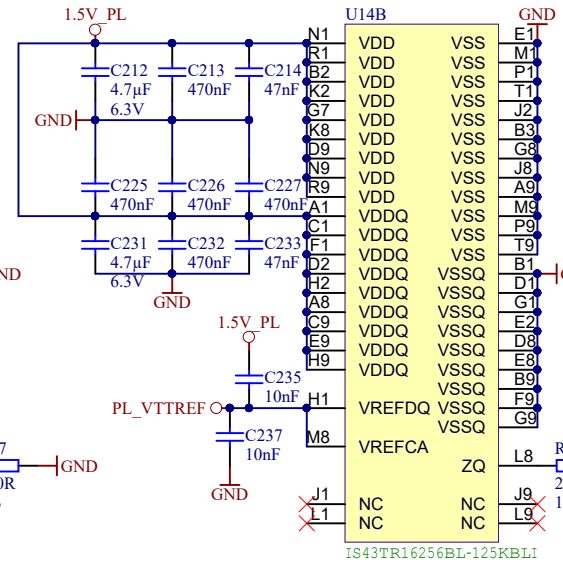 1.5V_PL
U14B
GND
N1 VDD VSS E1
R1 VDD VSS M1
B2 VDD VSS P1
K2 VDD VSS T1
G7 VDD VSS J2
K8 VDD VSS B3
D9 VDD VSS G8
N9 VDD VSS J8
R9 VDD VSS A9
A1 VDDQ VSS M9
C1 VDDQ VSS P9
F1 VDDQ VSS T9
D2 VDDQ VSSQ B1
H2 VDDQ VSSQ D1
A8 VDDQ VSSQ G1
C9 VDDQ VSSQ E2
E9 VDDQ VSSQ D8
H9 VDDQ VSSQ E8
VSSQ B9
H1 VREFDQ VSSQ F9
VSSQ G9
M8 VREFCA
ZQ L8
J1 NC NC J9
L1 NC NC L9
IS43TR16256BL-125KBLI
C212 C213 C214
4.7µF 470nF 47nF
6.3V
GND
C225 C226 C227
470nF 470nF 470nF
C231 C232 C233
4.7µF 470nF 47nF
6.3V
GND
ND
1.5V_PL
C235
10nF
PL_VTTREF
C237
10nF
GND
7
GND
0R
R
2
1